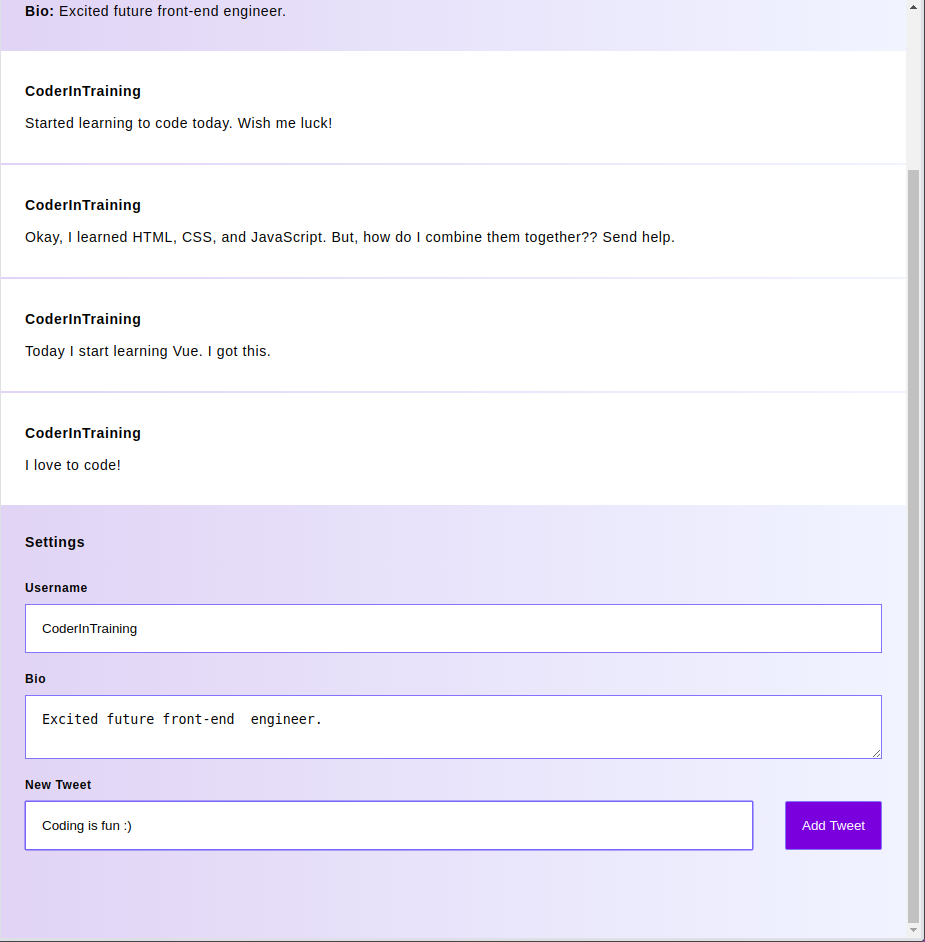 Bio: Excited future front-end engineer.
CoderInTraining
Started learning to code today. Wish me luck!
CoderInTraining
Okay, I learned HTML, CSS, and JavaScript. But, how do I combine them together?? Send help.
CoderInTraining
Today I start learning Vue. I got this.
CoderInTraining
I love to code!
Settings
Username
CoderInTraining
Bio
Excited future front-end  engineer.
New Tweet
Coding is fun :)
Add Tweet